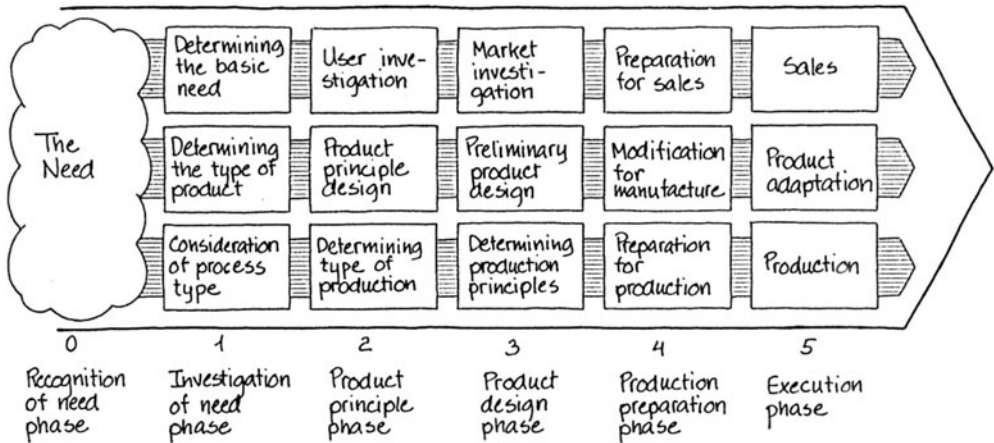 The
Need
Determining
the basic
need
User inve-
stigation
Market
investi-
gation
Preparation
for sales
Sales
Determining
the type of
product
Product
principle
design
Preliminary
product
design
Modification
for
manufacture
Product
adaptation
Consideration
of process
type
Determining
type of
production
Determining
production
principles
Preparation
for
production
Production
0
1
2
3
4
5
Recognition
of need
phase
Investigation
of need
phase
Product
principle
phase
Product
design
phase
Production
preparation
phase
Execution
phase